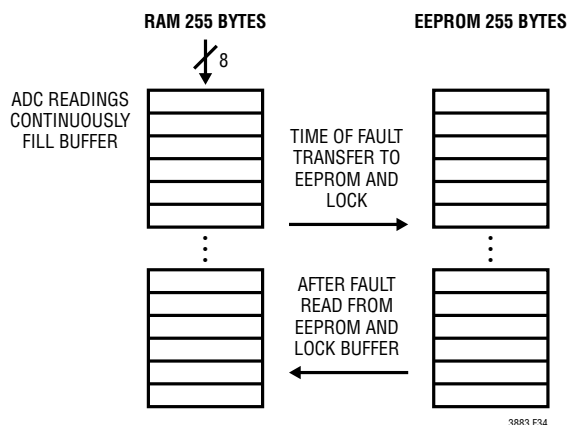 RAM 255 BYTES
EEPROM 255 BYTES
8
ADC READINGS
CONTINUOUSLY
FILL BUFFER
TIME OF FAULT
TRANSFER TO
EEPROM AND
LOCK
AFTER FAULT
READ FROM
EEPROM AND
LOCK BUFFER
3883 F34